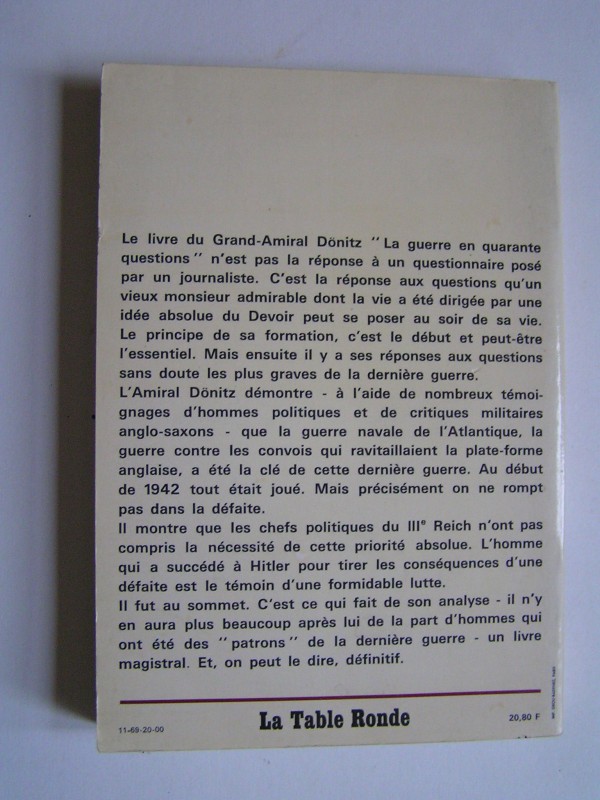 Le livre du Grand-Amiral Dönitz "La guerre en quarante
questions" n'est pas la réponse à un questionnaire posé
par un journaliste. C'est la réponse aux questions qu'un
vieux monsieur admirable dont la vie a été dirigée par une
idée absolue du Devoir peut se poser au soir de sa vie.
Le principe de sa formation, c'est le début et peut-être
l'essentiel. Mais ensuite il y a ses réponses aux questions
sans doute les plus graves de la dernière guerre.
L'Amiral Dönitz démontre - à l'aide de nombreux témoi-
gnages d'hommes politiques et de critiques militaires
anglo-saxons - que la guerre navale de l'Atlantique, la
guerre contre les convois qui ravitaillaient la plate-forme
anglaise, a été la clé de cette dernière guerre. Au début
de 1942 tout était joué. Mais précisément on ne rompt
pas dans la défaite.
Il montre que les chefs politiques du IIIe Reich n'ont pas
compris la nécessité de cette priorité absolue. L'homme
qui a succédé à Hitler pour tirer les conséquences d'une
défaite est le témoin d'une formidable lutte.
Il fut au sommet. C'est ce qui fait de son analyse - il n'y
en aura plus beaucoup après lui de la part d'hommes qui
ont été des "patrons" de la dernière guerre - un livre
magistral. Et, on peut le dire, définitif.
La Table Ronde
20,80 F
11-69-20-00